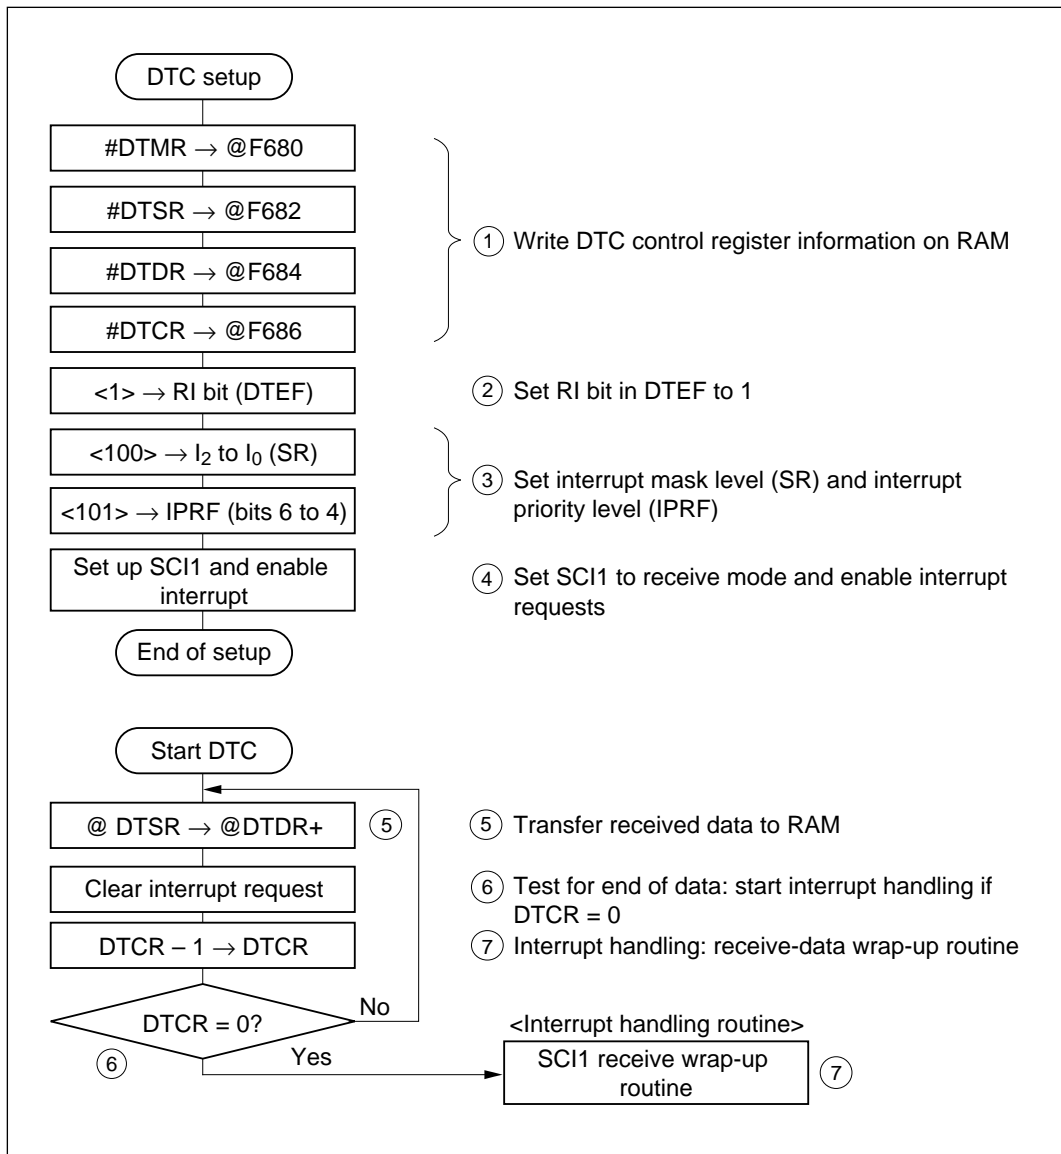 DTC setup
#DTMR → @F680
#DTSR → @F682
① Write DTC control register information on RAM
#DTDR → @F684
#DTCR → @F686
<1> → RI bit (DTEF)
② Set RI bit in DTEF to 1
<100> → I2 to I0 (SR)
③ Set interrupt mask level (SR) and interrupt
priority level (IPRF)
<101> → IPRF (bits 6 to 4)
Set up SCI1 and enable
interrupt
④ Set SCI1 to receive mode and enable interrupt
requests
End of setup
Start DTC
@ DTSR → @DTDR+ ⑤
⑤ Transfer received data to RAM
Clear interrupt request
⑥ Test for end of data: start interrupt handling if
DTCR = 0
DTCR – 1 → DTCR
⑦ Interrupt handling: receive-data wrap-up routine
DTCR = 0?
No
⑥
Yes
<Interrupt handling routine>
SCI1 receive wrap-up
routine
⑦